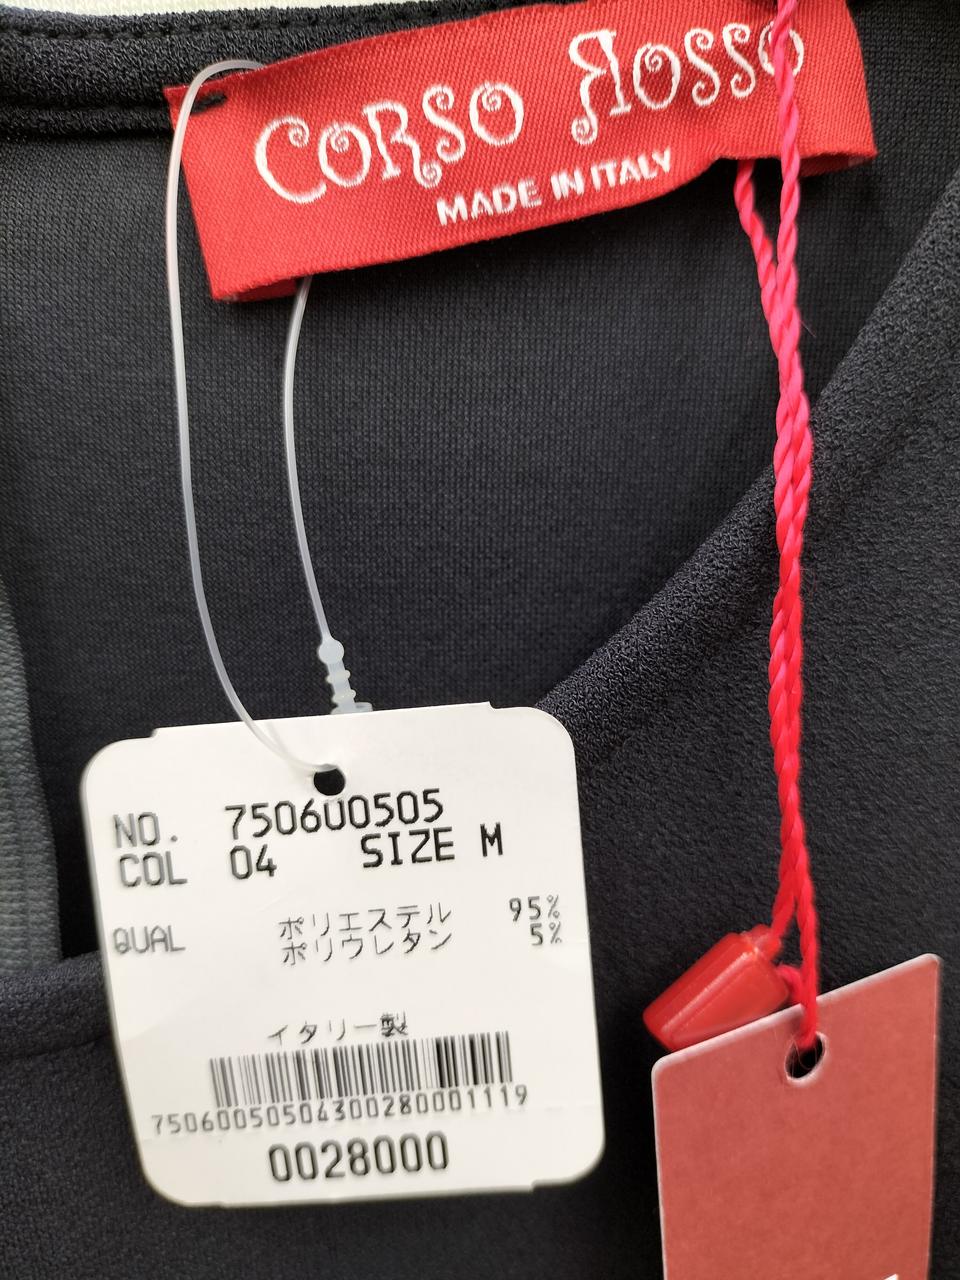 CORSO ROSSO
MADE IN ITALY
NO. 750600505
COL 04 SIZE M
QUAL ポリエステル 95%
ポリウレタン 5%
イタリー製
75060050504300280001119
0028000